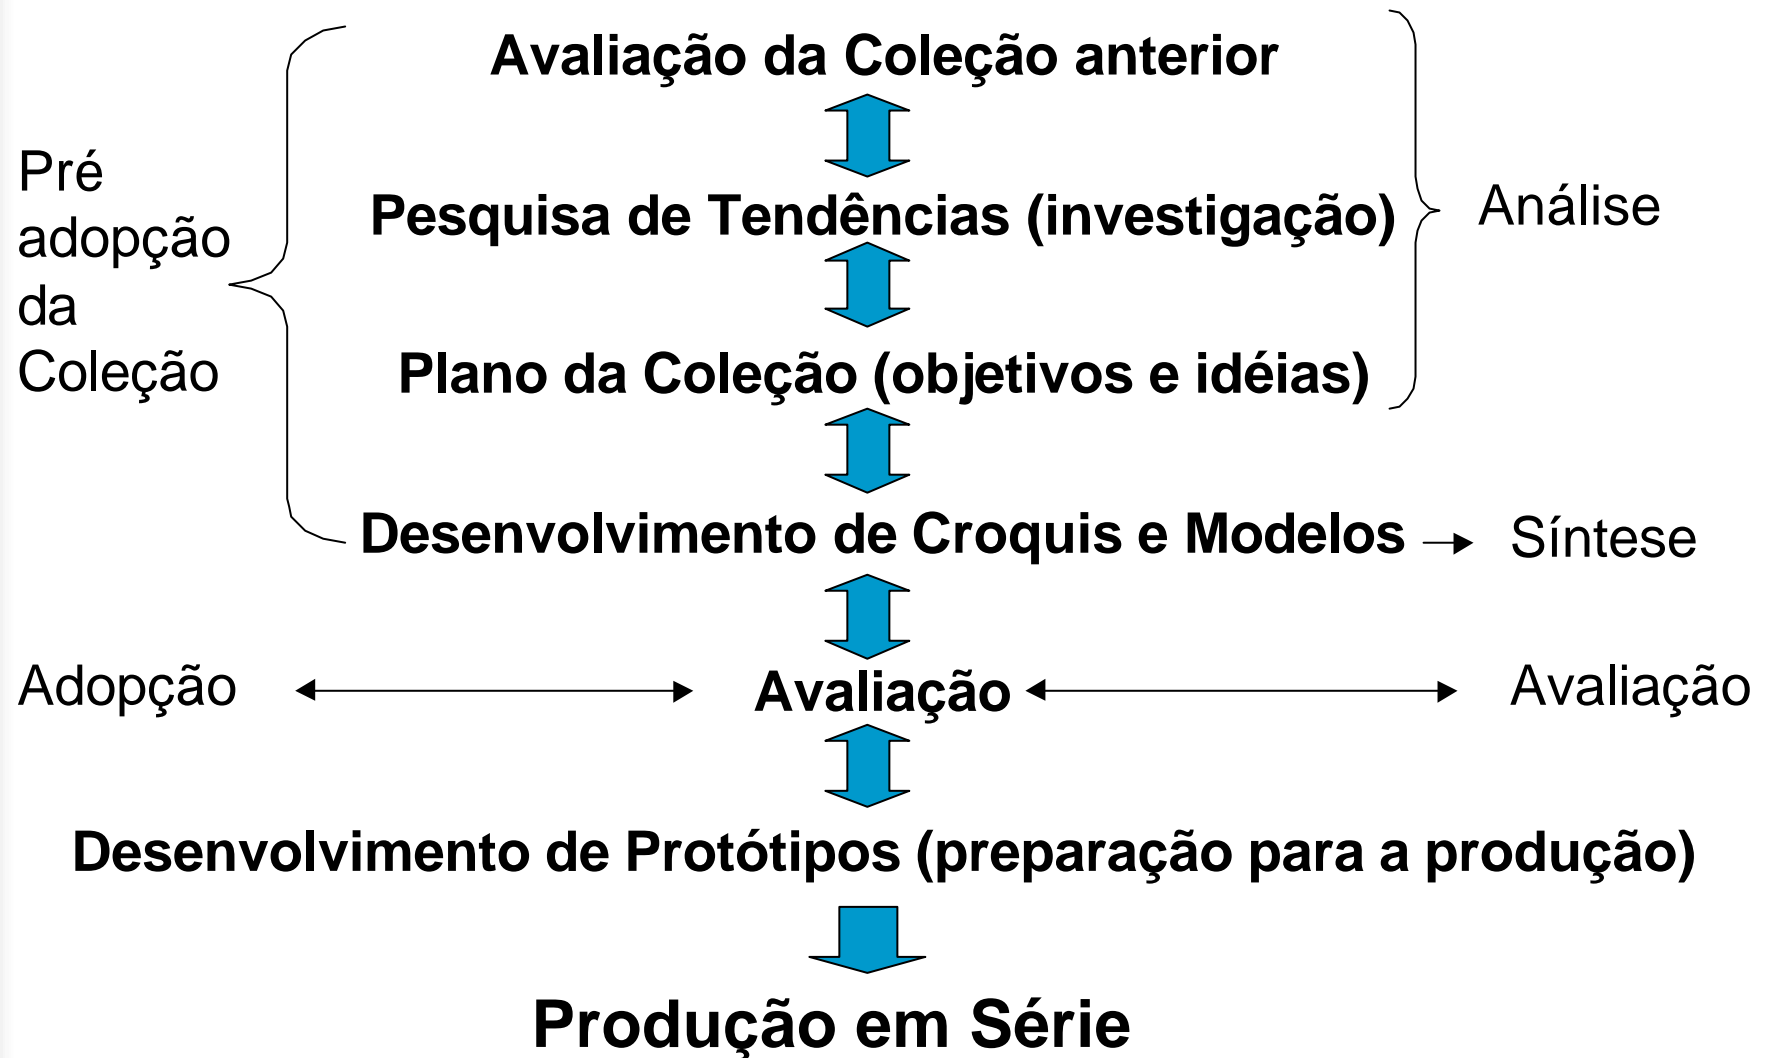 Avaliação da Coleção anterior
Pré
adopção
da
Coleção
Pesquisa de Tendências (investigação)
Análise
Plano da Coleção (objetivos e idéias)
Desenvolvimento de Croquis e Modelos
Síntese
Adopção
Avaliação
Avaliação
Desenvolvimento de Protótipos (preparação para a produção)
Produção em Série